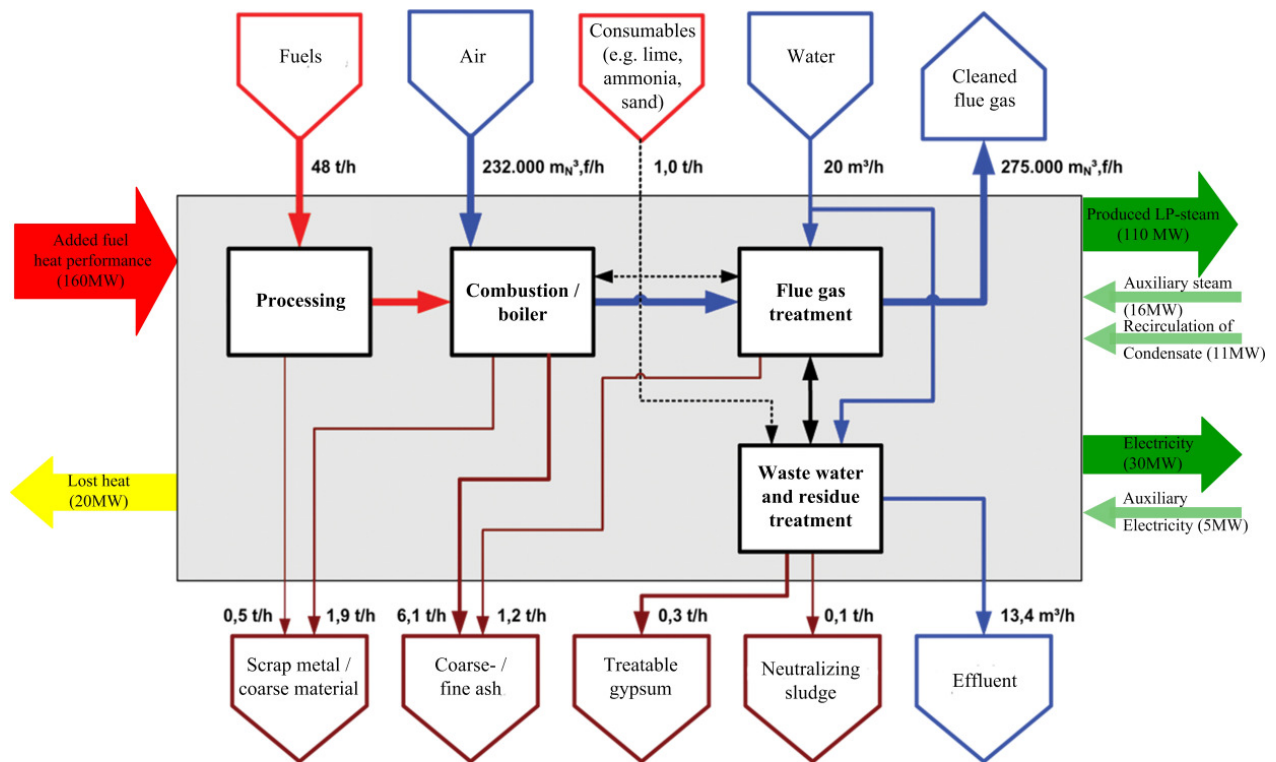 Fuels
Air
Consumables
(e.g. lime,
ammonia,
sand)
Water
Cleaned
flue gas
48 t/h
232.000 mN³,f/h
1,0 t/h
20 m³/h
275.000 mN³,f/h
Added fuel
heat performance
(160MW)
Produced LP-steam
(110 MW)
Processing
Combustion /
boiler
Flue gas
treatment
Auxiliary steam
(16MW)
Recirculation of
Condensate (11MW)
Lost heat
(20MW)
Waste water
and residue
treatment
Electricity
(30MW)
Auxiliary
Electricity (5MW)
0,5 t/h
1,9 t/h
6,1 t/h
1,2 t/h
0,3 t/h
0,1 t/h
13,4 m³/h
Scrap metal /
coarse material
Coarse- /
fine ash
Treatable
gypsum
Neutralizing
sludge
Effluent